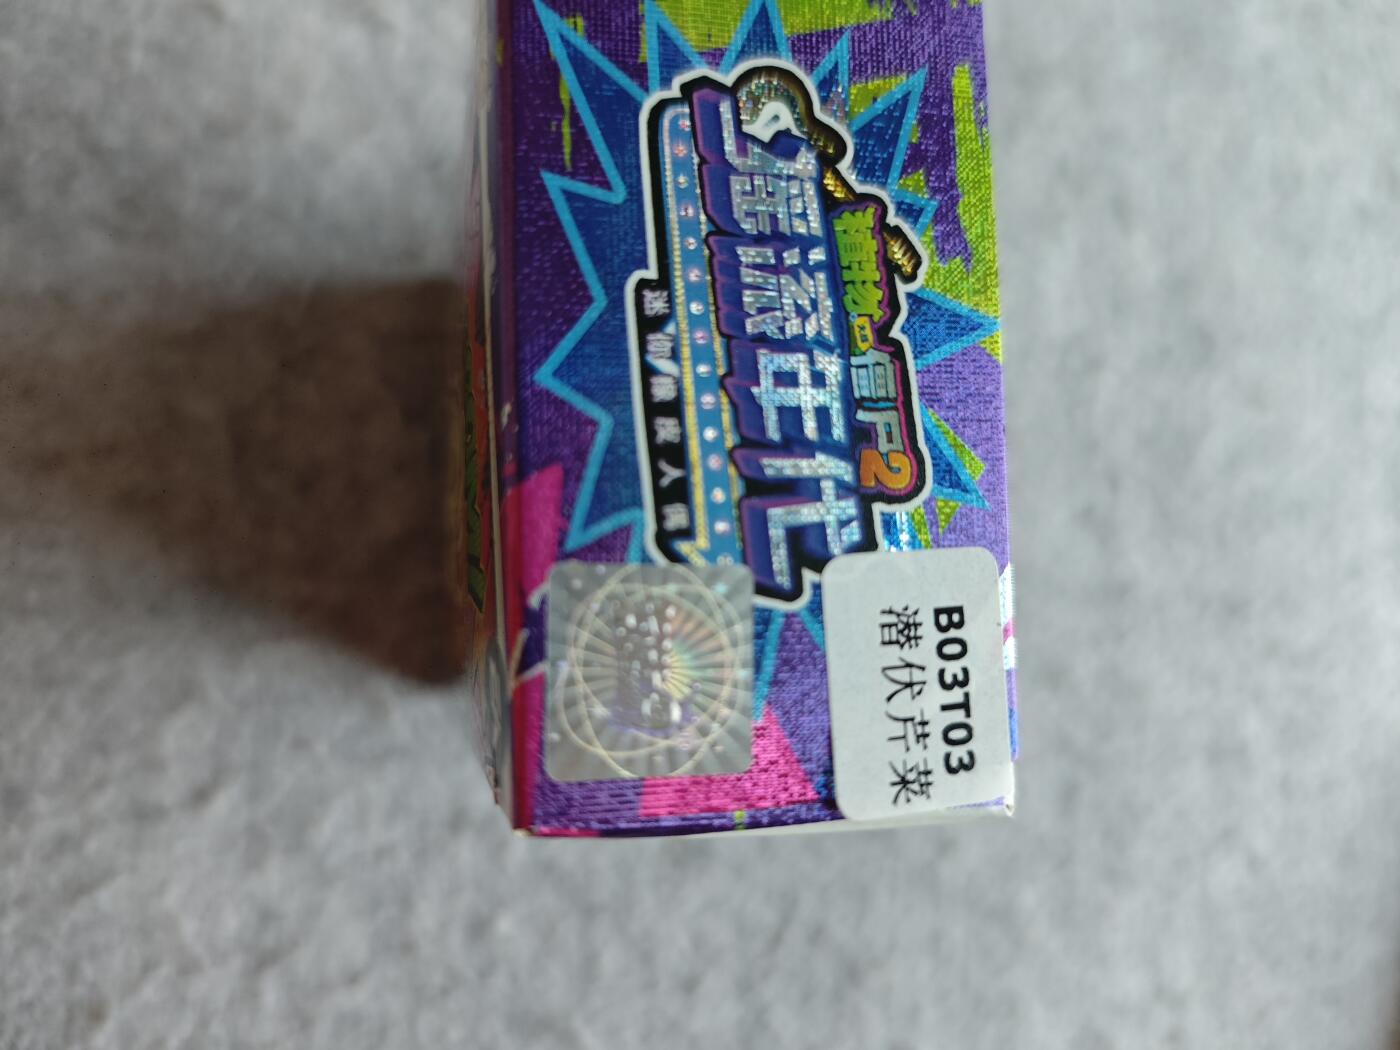 植物大战僵尸2
摇滚年代
迷你橡皮人偶
B03T03
潜伏芹菜